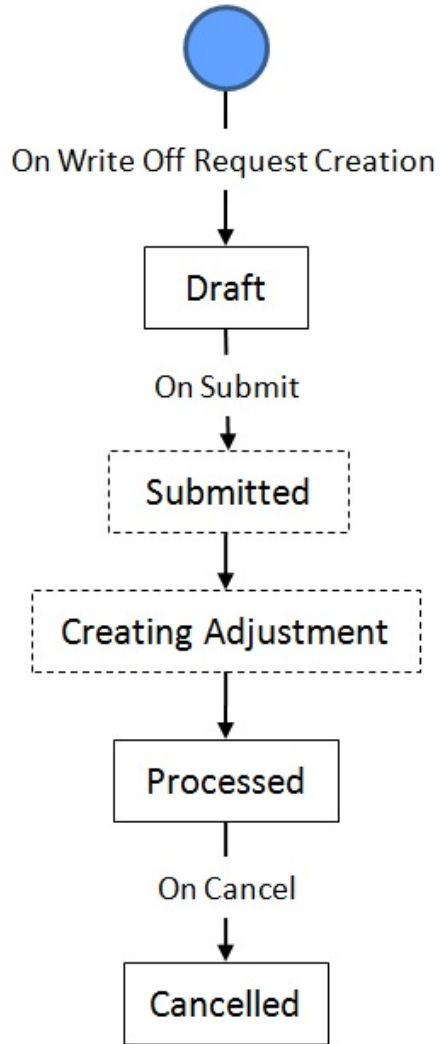 On Write Off Request Creation
Draft
On Submit
Submitted
Creating Adjustment
Processed
On Cancel
Cancelled